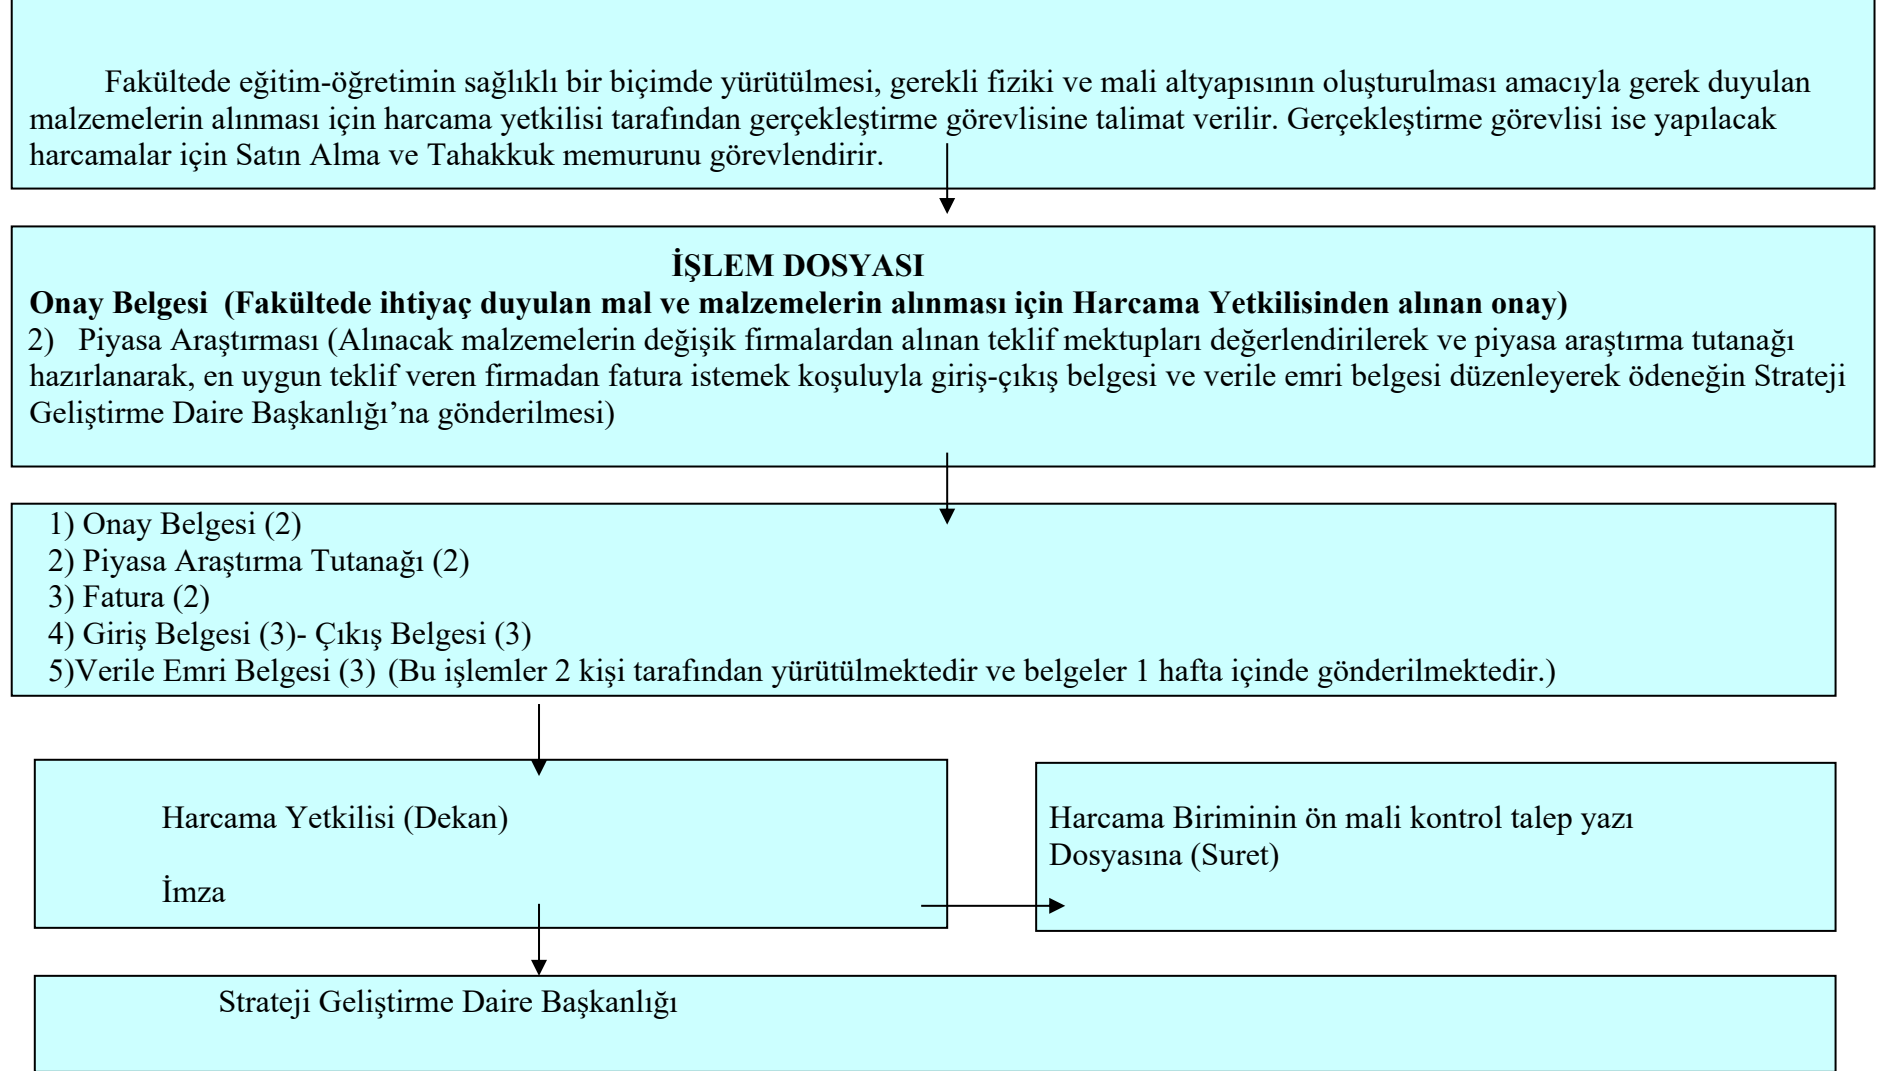 Fakültede eğitim-öğretimin sağlıklı bir biçimde yürütülmesi, gerekli fiziki ve mali altyapısının oluşturulması amacıyla gerek duyulan
malzemelerin alınması için harcama yetkilisi tarafından gerçekleştirme görevlisine talimat verilir. Gerçekleştirme görevlisi ise yapılacak
harcamalar için Satın Alma ve Tahakkuk memurunu görevlendirir.
İŞLEM DOSYASI
Onay Belgesi (Fakültede ihtiyaç duyulan mal ve malzemelerin alınması için Harcama Yetkilisinden alınan onay)
2) Piyasa Araştırması (Alınacak malzemelerin değişik firmalardan alınan teklif mektupları değerlendirilerek ve piyasa araştırma tutanağı
hazırlanarak, en uygun teklif veren firmadan fatura istemek koşuluyla giriş-çıkış belgesi ve verile emri belgesi düzenleyerek ödeneğin Strateji
Geliştirme Daire Başkanlığı’na gönderilmesi)
1) Onay Belgesi (2)
2) Piyasa Araştırma Tutanağı (2)
3) Fatura (2)
4) Giriş Belgesi (3)- Çıkış Belgesi (3)
5)Verile Emri Belgesi (3) (Bu işlemler 2 kişi tarafından yürütülmektedir ve belgeler 1 hafta içinde gönderilmektedir.)
Harcama Yetkilisi (Dekan)
İmza
Harcama Biriminin ön mali kontrol talep yazı
Dosyasına (Suret)
Strateji Geliştirme Daire Başkanlığı